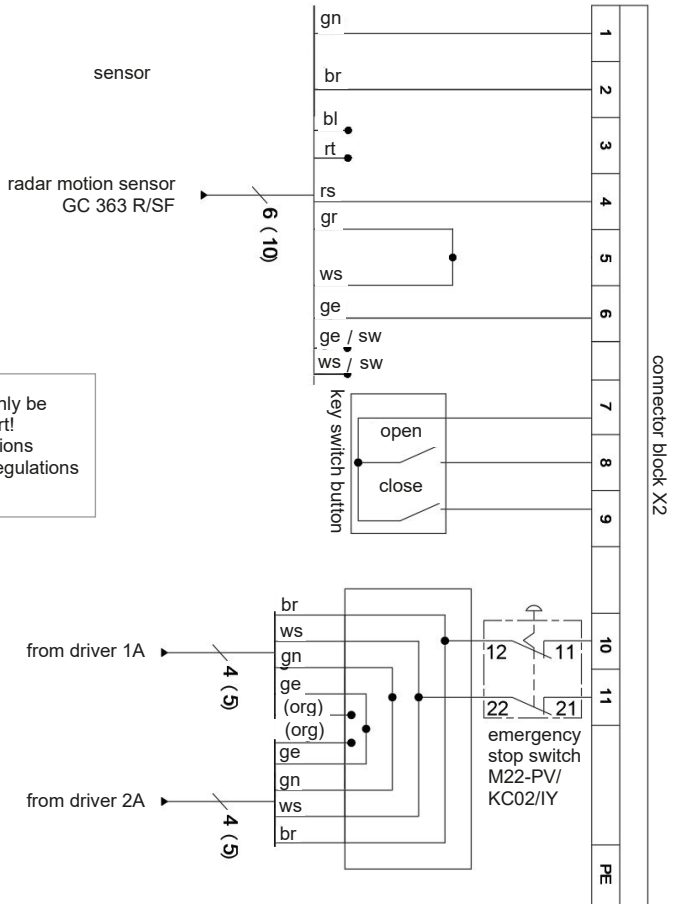 gn
1
sensor
br
2
bl
3
rt
radar motion sensor
GC 363 R/SF
6 (10)
rs
4
gr
5
ws
ge
6
ge / sw
ws / sw
nly be
rt!
ions
egulations
key switch button
open
close
7
8
9
connector block X2
from driver 1A
4 (5)
br
ws
gn
ge
(org)
(org)
ge
gn
ws
br
from driver 2A
4 (5)
12
11
10
22
21
11
emergency
stop switch
M22-PV/
KC02/IY
PE